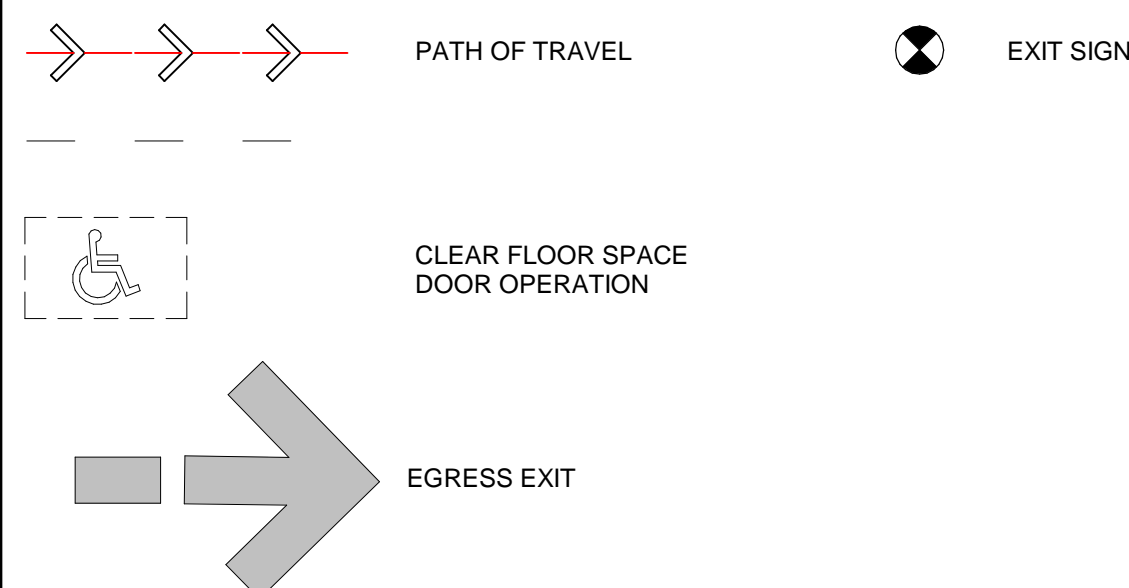 PATH OF TRAVEL
EXIT SIGN
CLEAR FLOOR SPACE
DOOR OPERATION
EGRESS EXIT